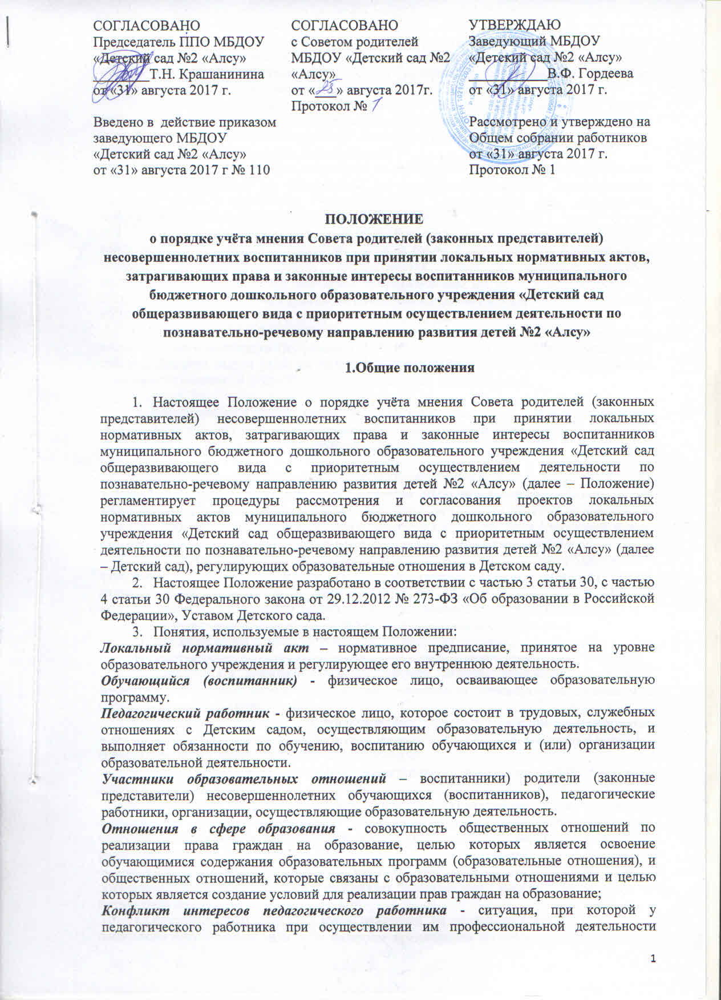 СОГЛАСОВАНО
Председатель ППО МБДОУ
«Детский сад №2 «Алсу»
________Т.Н. Крашанинина
от «31» августа 2017 г.
СОГЛАСОВАНО
с Советом родителей
МБДОУ «Детский сад №2
«Алсу»
от «25» августа 2017г.
Протокол № 1
УТВЕРЖДАЮ
Заведующий МБДОУ
«Детский сад №2 «Алсу»
___________В.Ф. Гордеева
от «31» августа 2017 г.
Введено в действие приказом
заведующего МБДОУ
«Детский сад №2 «Алсу»
от «31» августа 2017 г № 110
Рассмотрено и утверждено на
Общем собрании работников
от «31» августа 2017 г.
Протокол № 1
ПОЛОЖЕНИЕ
о порядке учёта мнения Совета родителей (законных представителей)
несовершеннолетних воспитанников при принятии локальных нормативных актов,
затрагивающих права и законные интересы воспитанников муниципального
бюджетного дошкольного образовательного учреждения «Детский сад
общеразвивающего вида с приоритетным осуществлением деятельности по
познавательно-речевому направлению развития детей №2 «Алсу»
1.Общие положения
1. Настоящее Положение о порядке учёта мнения Совета родителей (законных
представителей) несовершеннолетних воспитанников при принятии локальных
нормативных актов, затрагивающих права и законные интересы воспитанников
муниципального бюджетного дошкольного образовательного учреждения «Детский сад
общеразвивающего вида с приоритетным осуществлением деятельности по
познавательно-речевому направлению развития детей №2 «Алсу» (далее – Положение)
регламентирует процедуры рассмотрения и согласования проектов локальных
нормативных актов муниципального бюджетного дошкольного образовательного
учреждения «Детский сад общеразвивающего вида с приоритетным осуществлением
деятельности по познавательно-речевому направлению развития детей №2 «Алсу» (далее
– Детский сад), регулирующих образовательные отношения в Детском саду.
2. Настоящее Положение разработано в соответствии с частью 3 статьи 30, с частью
4 статьи 30 Федерального закона от 29.12.2012 № 273-ФЗ «Об образовании в Российской
Федерации», Уставом Детского сада.
3. Понятия, используемые в настоящем Положении:
Локальный нормативный акт – нормативное предписание, принятое на уровне
образовательного учреждения и регулирующее его внутреннюю деятельность.
Обучающийся (воспитанник) - физическое лицо, осваивающее образовательную
программу.
Педагогический работник - физическое лицо, которое состоит в трудовых, служебных
отношениях с Детским садом, осуществляющим образовательную деятельность, и
выполняет обязанности по обучению, воспитанию обучающихся и (или) организации
образовательной деятельности.
Участники образовательных отношений – воспитанники) родители (законные
представители) несовершеннолетних обучающихся (воспитанников), педагогические
работники, организации, осуществляющие образовательную деятельность.
Отношения в сфере образования - совокупность общественных отношений по
реализации права граждан на образование, целью которых является освоение
обучающимися содержания образовательных программ (образовательные отношения), и
общественных отношений, которые связаны с образовательными отношениями и целью
которых является создание условий для реализации прав граждан на образование;
Конфликт интересов педагогического работника - ситуация, при которой у
педагогического работника при осуществлении им профессиональной деятельности
1